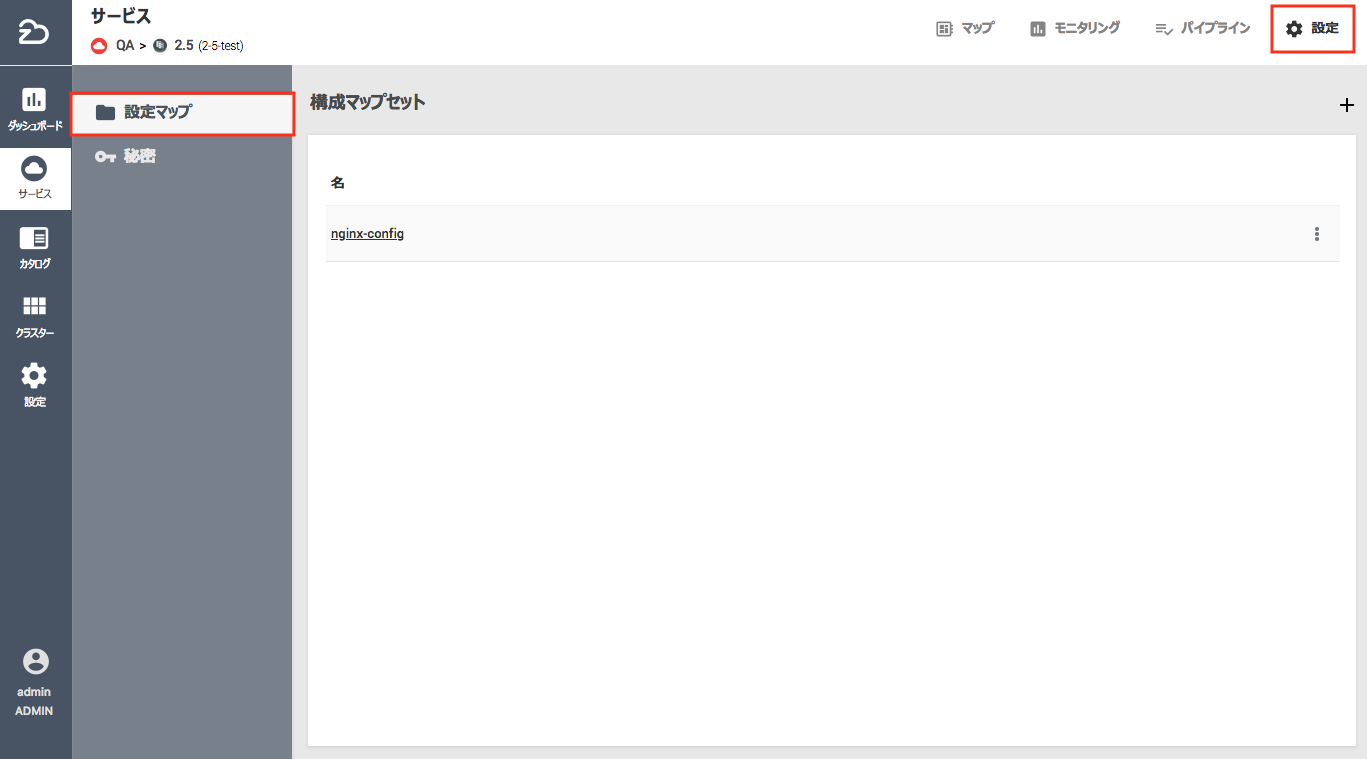 サービス
QA > 2.5 (2-5-test)
マップ
モニタリング
パイプライン
設定
ダッシュボード
サービス
カタログ
クラスター
設定
admin
ADMIN
設定マップ
秘密
構成マップセット
名
nginx-config